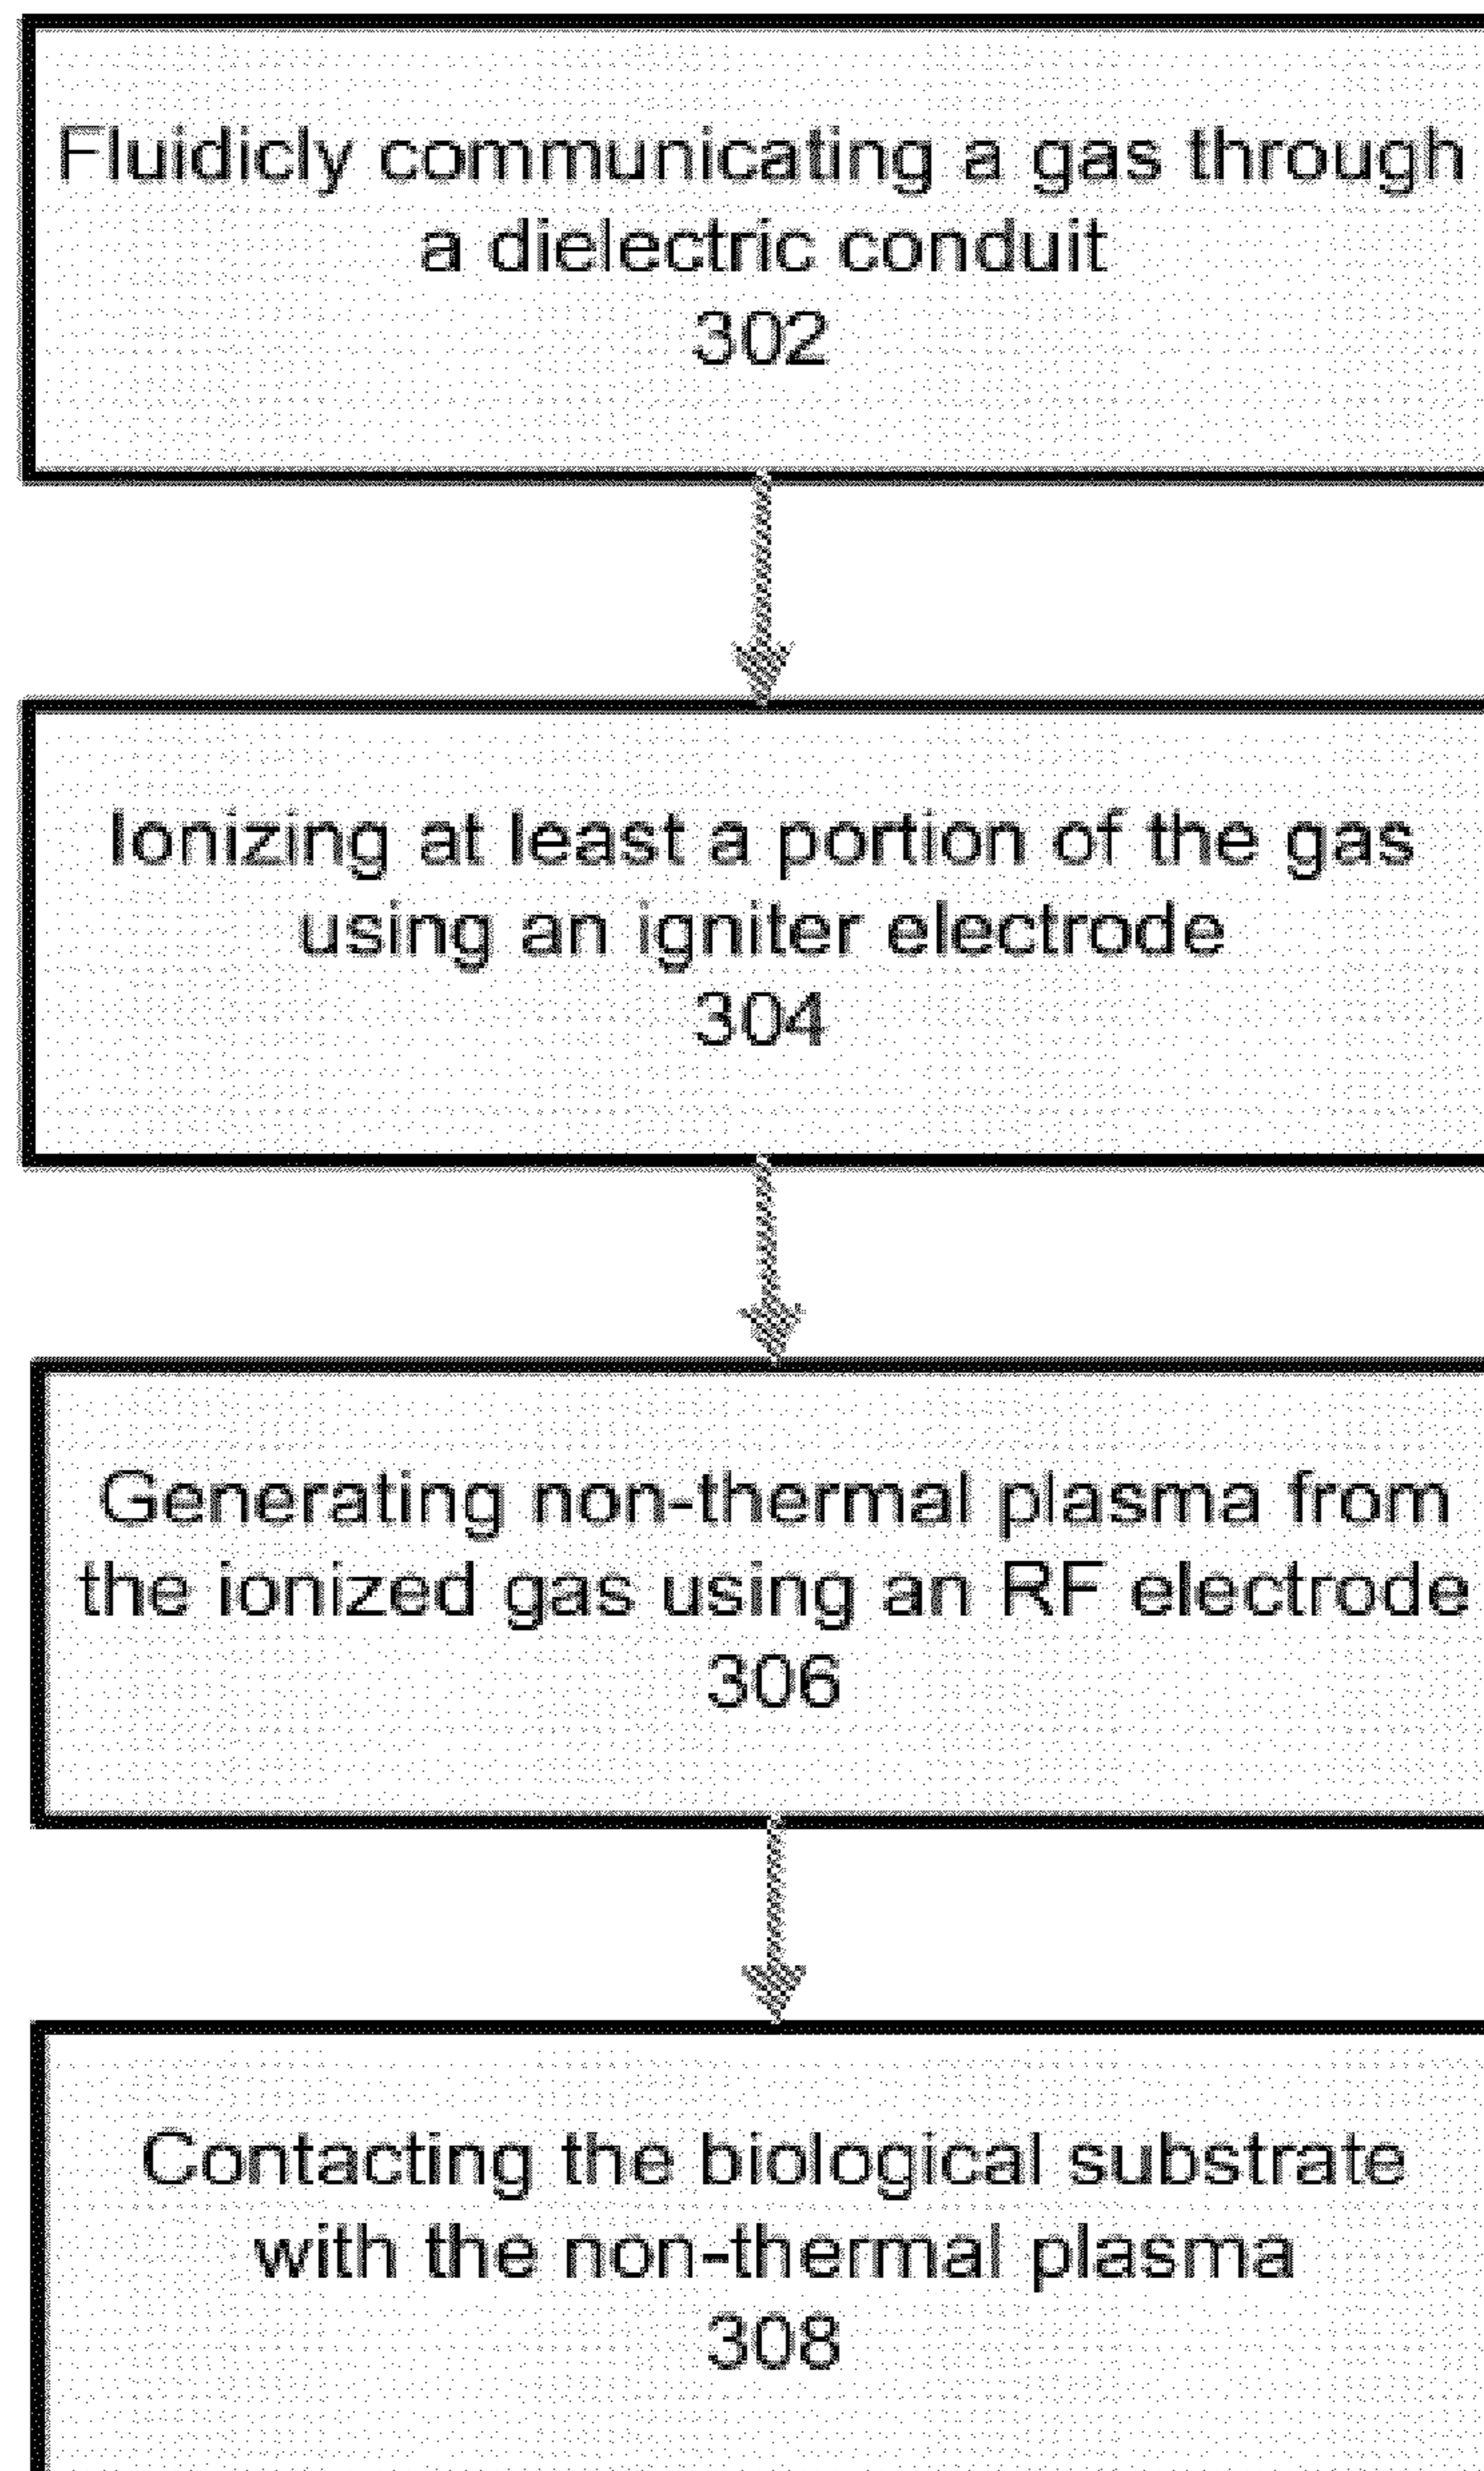 Fluidicly communicating a gas through
a dielectric conduit
302
Ionizing at least a portion of the gas
using an igniter electrode
304
Generating non-thermal plasma from
the ionized gas using an RF electrode
306
Contacting the biological substrate
with the non-thermal plasma
308